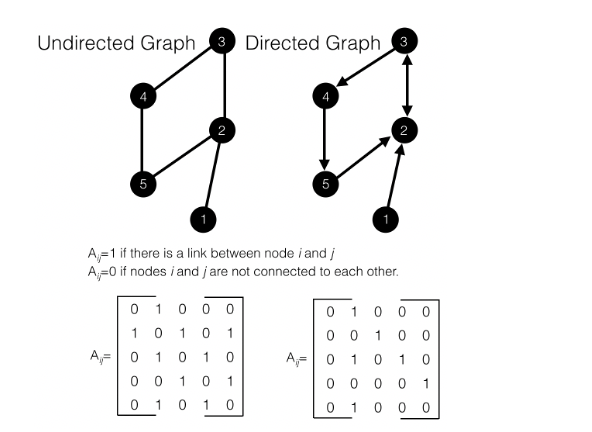 Undirected Graph
Directed Graph
3
4
2
5
1
3
4
2
5
1
Aij=1 if there is a link between node i and j
Aij=0 if nodes i and j are not connected to each other.
Aij=
0 1 0 0 0
1 0 1 0 1
0 1 0 1 0
0 0 1 0 1
0 1 0 1 0
Aij=
0 1 0 0 0
0 0 1 0 0
0 1 0 1 0
0 0 0 0 1
0 1 0 0 0